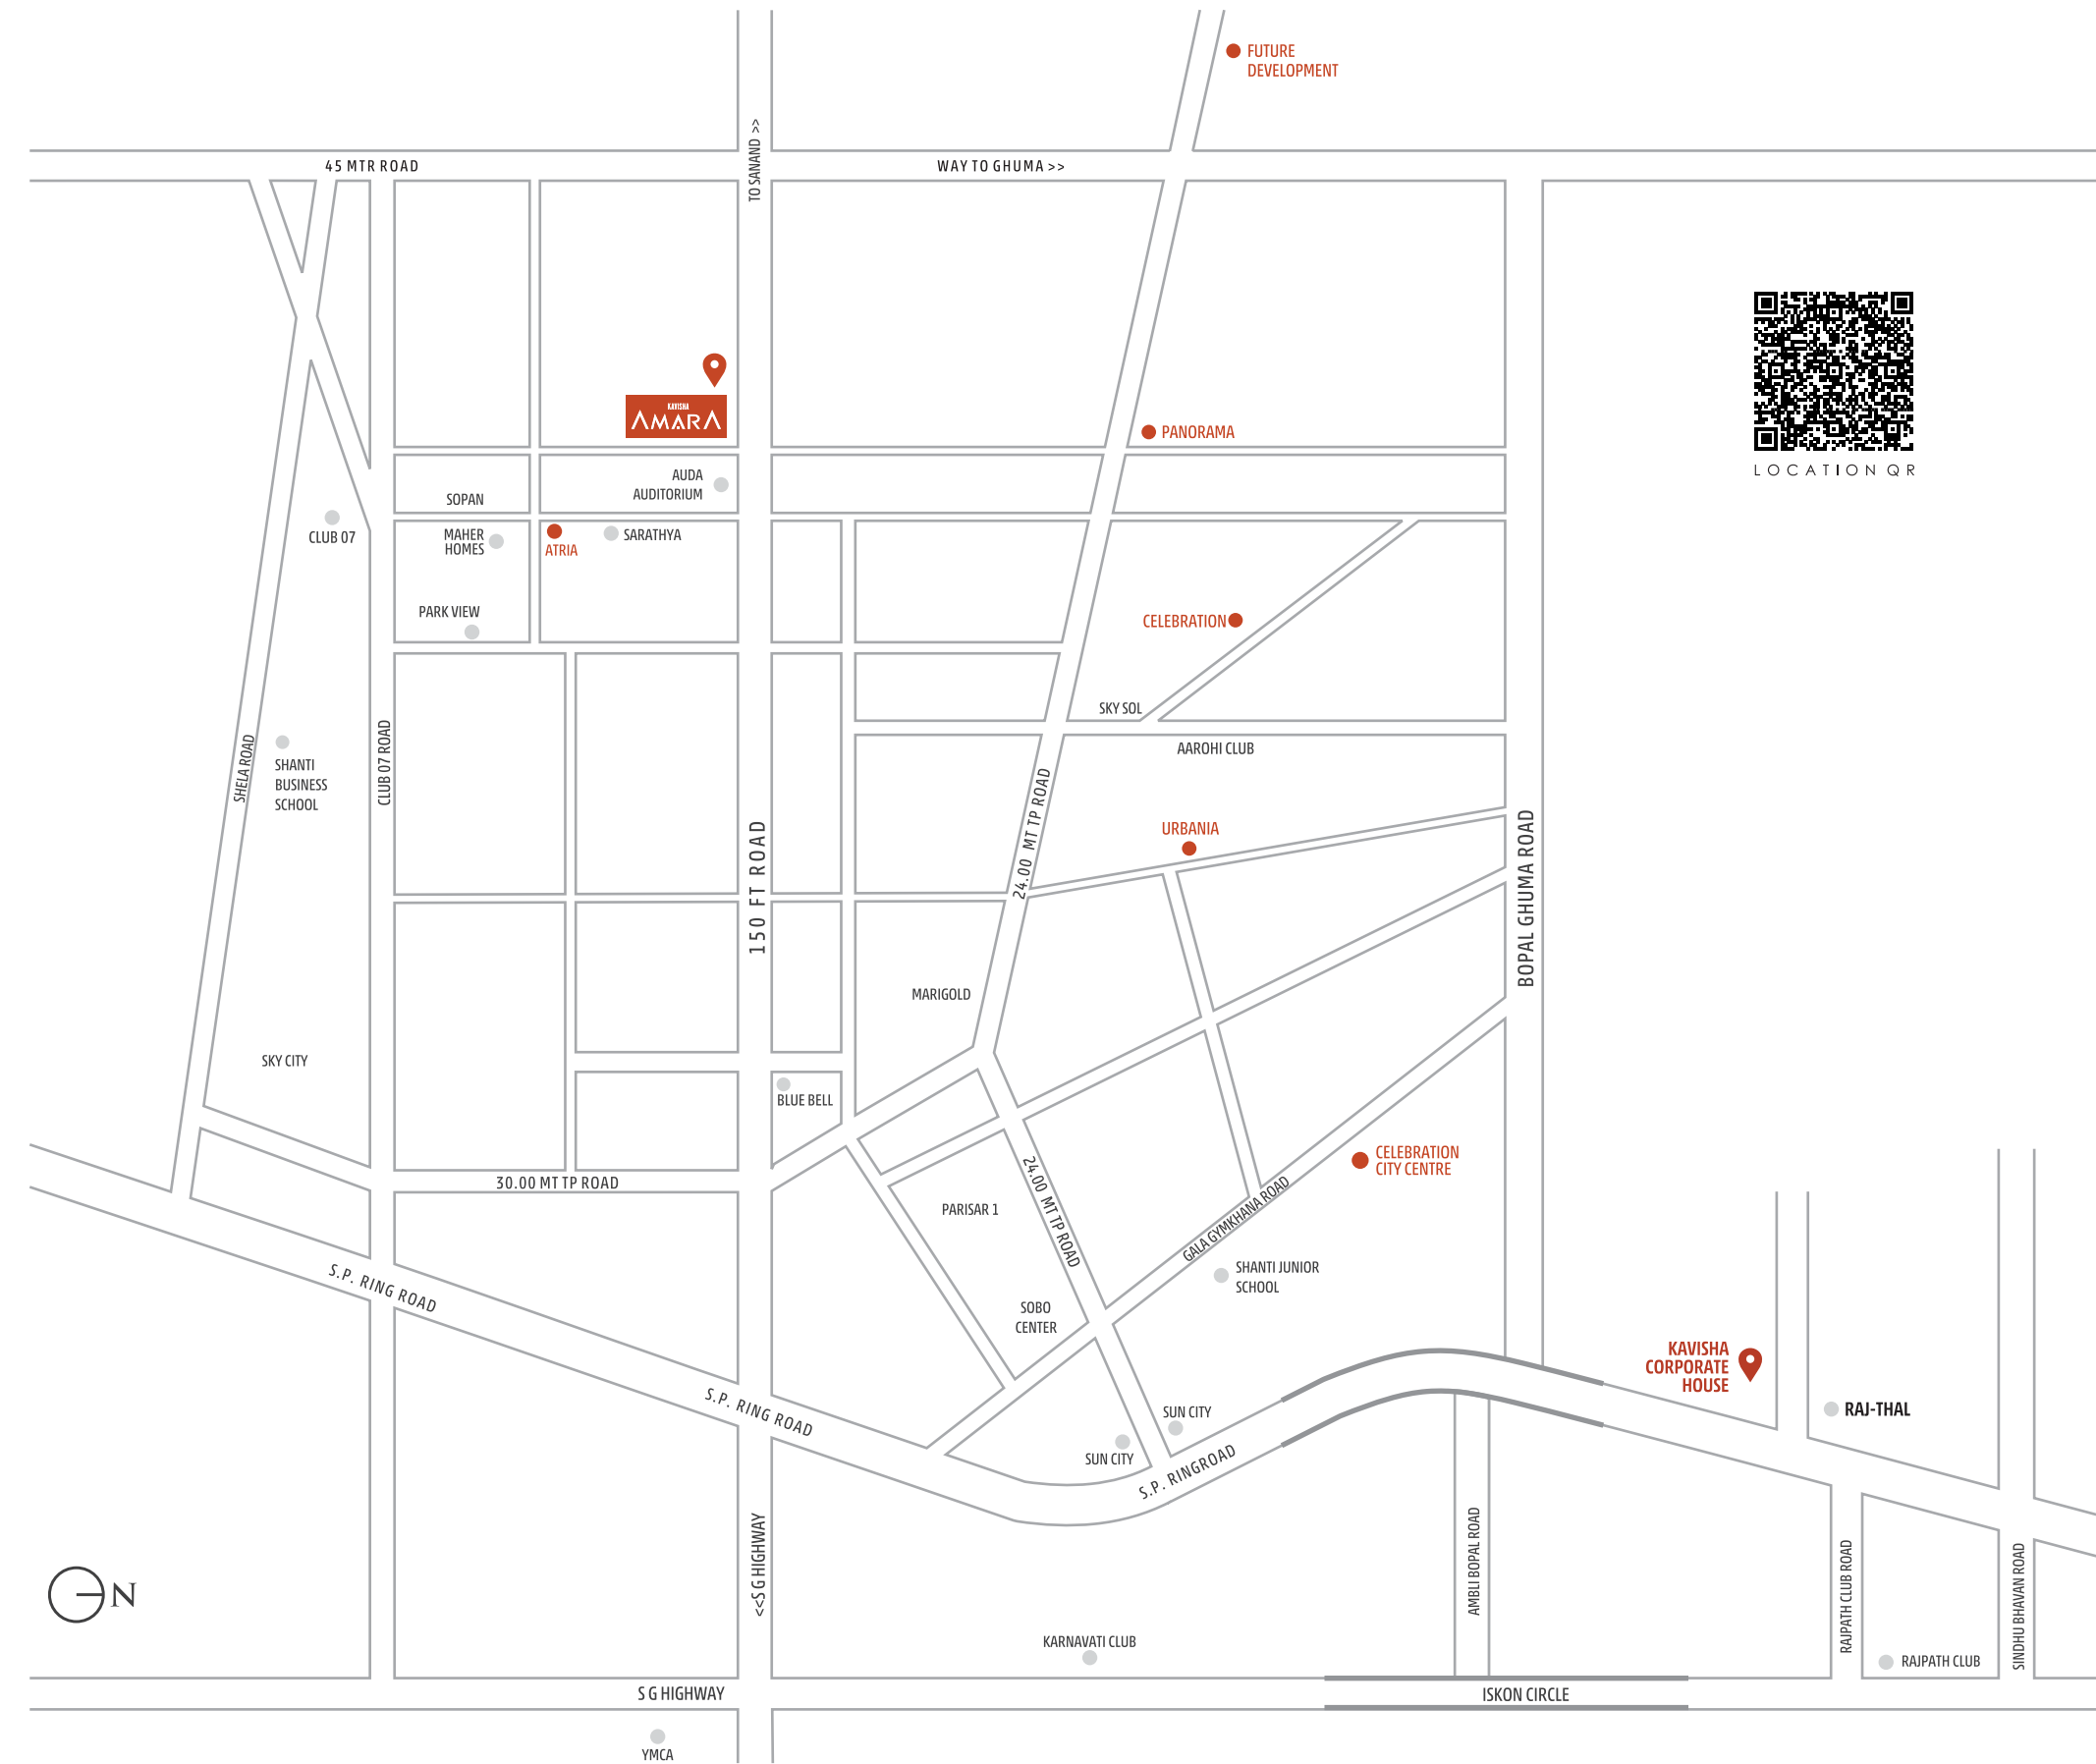 FUTURE
DEVELOPMENT
45 MTR ROAD
TO SANAND >>
WAY TO GHUMA >>
KAVISHA
AMARA
PANORAMA
LOCATION QR
AUDA
AUDITORIUM
SOPAN
CLUB 07
MAHER
HOMES
ATRIA
SARATHYA
PARK VIEW
CELEBRATION
SKY SOL
AAROHI CLUB
SHELA ROAD
SHANTI
BUSINESS
SCHOOL
CLUB 07 ROAD
150 FT ROAD
24.00 MT TP ROAD
URBANIA
BOPAL GHUMA ROAD
MARIGOLD
SKY CITY
BLUE BELL
30.00 MT TP ROAD
PARISAR 1
24.00 MT TP ROAD
GALA GYMKHANA ROAD
CELEBRATION
CITY CENTRE
SHANTI JUNIOR
SCHOOL
S.P. RING ROAD
SOBO
CENTER
KAVISHA
CORPORATE
HOUSE
RAJ-THAL
S.P. RING ROAD
SUN CITY
SUN CITY
S.P. RINGROAD
<<S G HIGHWAY
AMBLI BOPAL ROAD
RAJPATH CLUB ROAD
SINDHU BHAVAN ROAD
N
KARNAVATI CLUB
RAJPATH CLUB
S G HIGHWAY
ISKON CIRCLE
YMCA